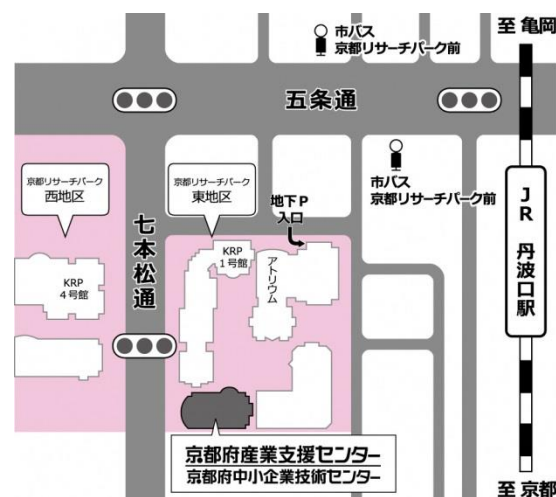 市バス
京都リサーチパーク前
至 亀岡
五条通
市バス
京都リサーチパーク前
京都リサーチパーク
西地区
京都リサーチパーク
東地区
地下P
入口
七本松通
KRP
1号館
アトリウム
KRP
4号館
JR 丹波口駅
京都府産業支援センター
京都府中小企業技術センター
至 京都